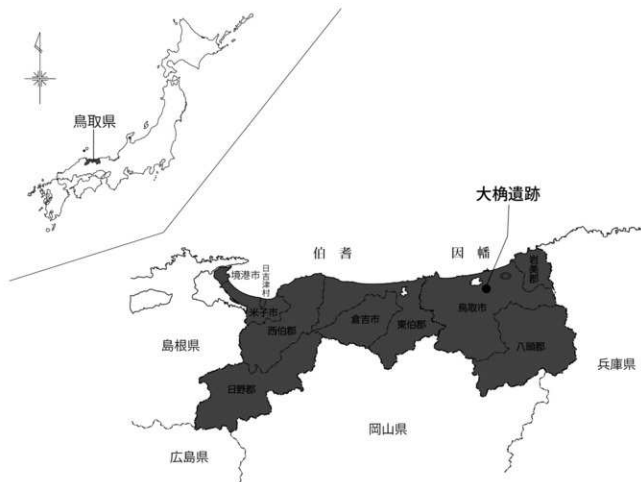 鳥取県
大桷遺跡
伯耆
因幡
岩美郡
境港市
日吉津村
米子市
鳥取市
倉吉市
東伯郡
西伯郡
八頭郡
島根県
兵庫県
日野郡
岡山県
広島県